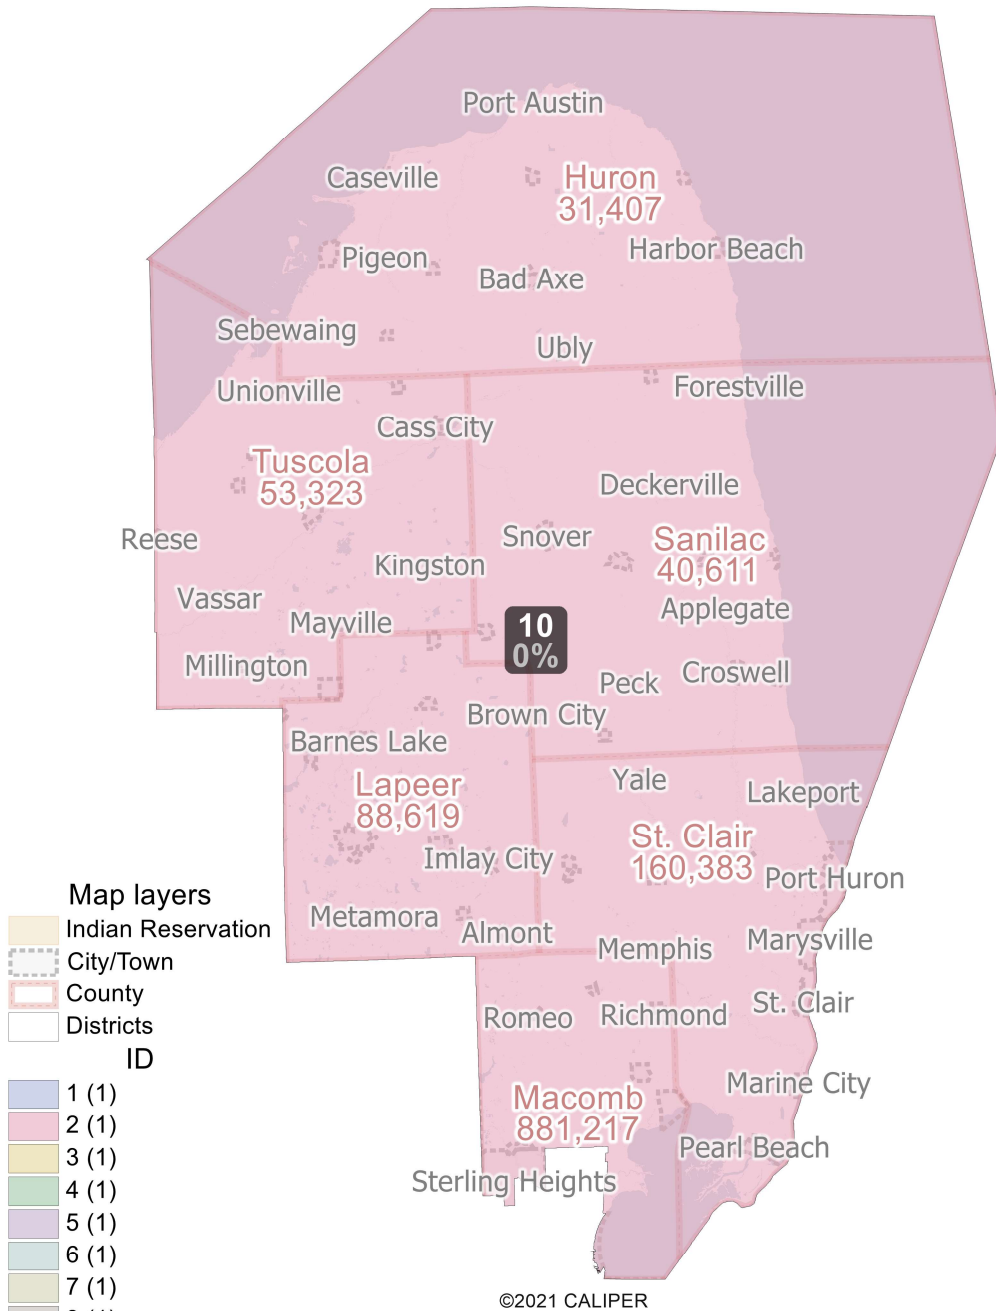 Port Austin
Caseville
Huron
31,407
Harbor Beach
Pigeon
Bad Axe
Sebewaing
Ubly
Unionville
Forestville
Cass City
Tuscola
53,323
Deckerville
Reese
Snover
Sanilac
40,611
Kingston
Vassar
Applegate
Mayville
10
0%
Millington
Peck
Croswell
Brown City
Barnes Lake
Lapeer
88,619
Yale
Lakeport
St. Clair
160,383
Imlay City
Port Huron
Metamora
Almont
Memphis
Marysville
Romeo
Richmond
St. Clair
Marine City
Macomb
881,217
Pearl Beach
Sterling Heights
Map layers
Indian Reservation
City/Town
County
Districts
ID
1 (1)
2 (1)
3 (1)
4 (1)
5 (1)
6 (1)
7 (1)
©2021 CALIPER